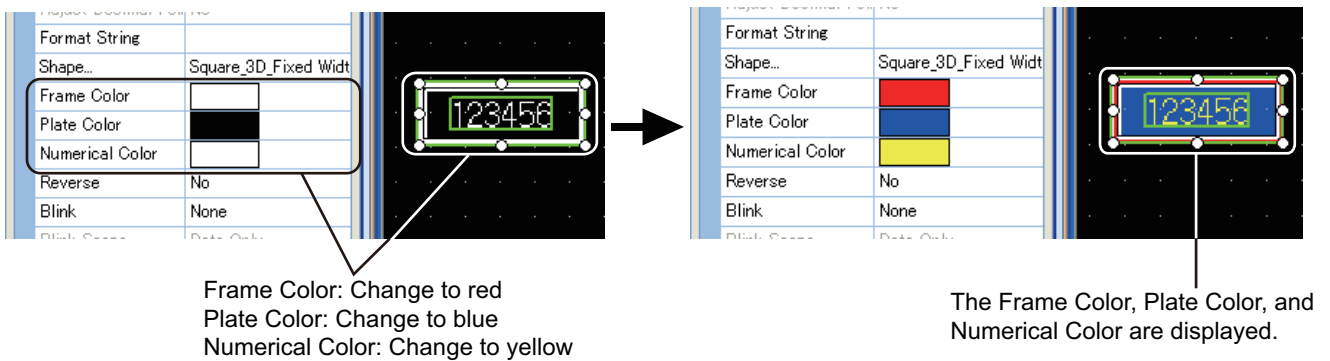 Format String
Shape... Square_3D_Fixed Widt
Frame Color
Plate Color
Numerical Color
Reverse No
Blink None
123456
Frame Color: Change to red
Plate Color: Change to blue
Numerical Color: Change to yellow
Format String
Shape... Square_3D_Fixed Widt
Frame Color
Plate Color
Numerical Color
Reverse No
Blink None
123456
The Frame Color, Plate Color, and
Numerical Color are displayed.